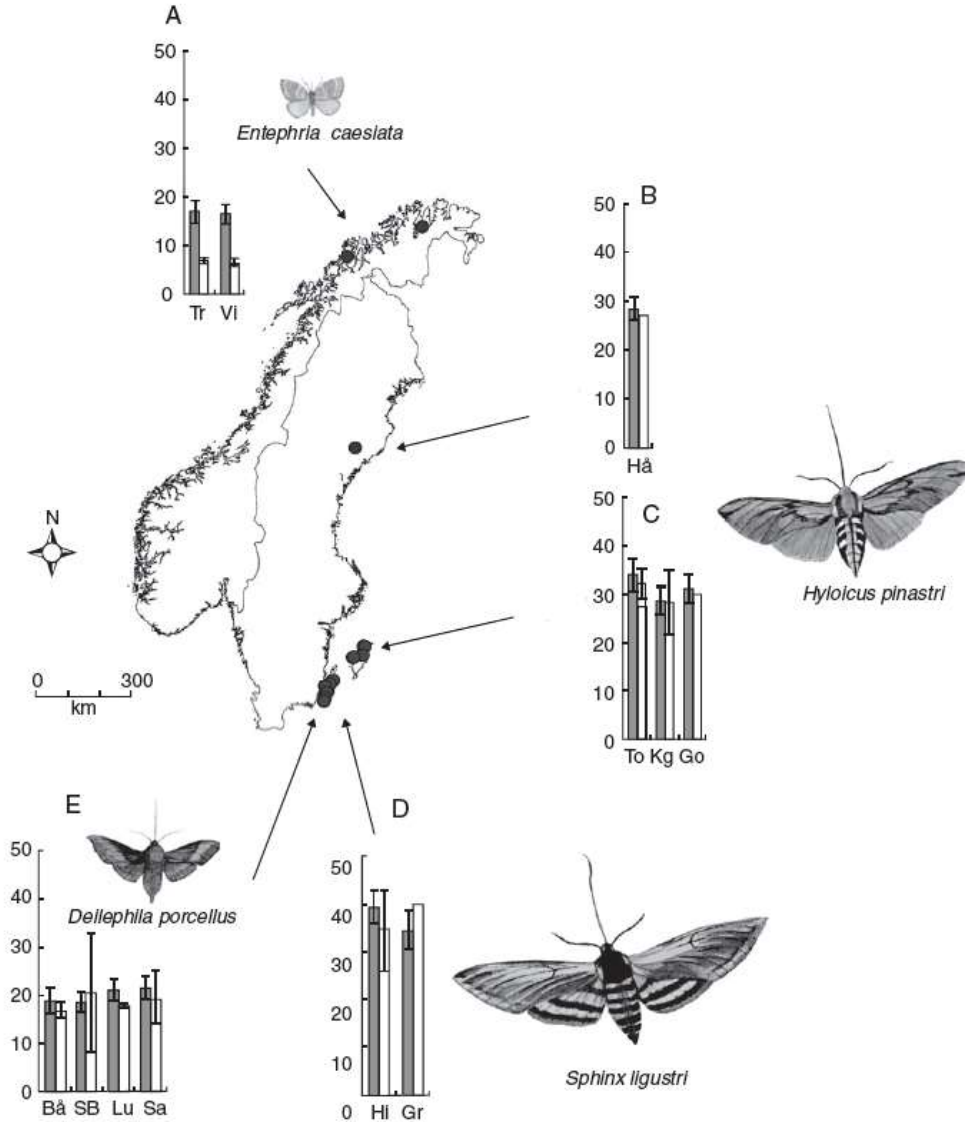 A
50
40
30
20
10
0
Tr Vi
Entephria caesiata
B
50
40
30
20
10
0
Hå
C
50
40
30
20
10
0
To Kg Go
Hyloicus pinastri
N
0 300
km
E
50
40
30
20
10
0
Bå SB Lu Sa
Deilephila porcellus
D
50
40
30
20
10
0
Hi Gr
Sphinx ligustri